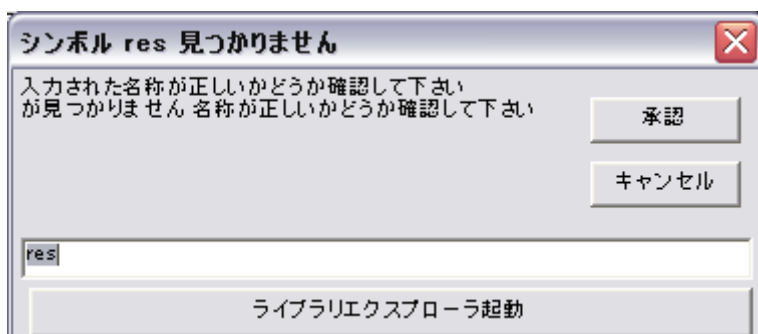 シンボル res 見つかりません
入力された名称が正しいかどうか確認して下さい
が見つかりません 名称が正しいかどうか確認して下さい
承認
キャンセル
res
ライブラリエクスプローラ起動